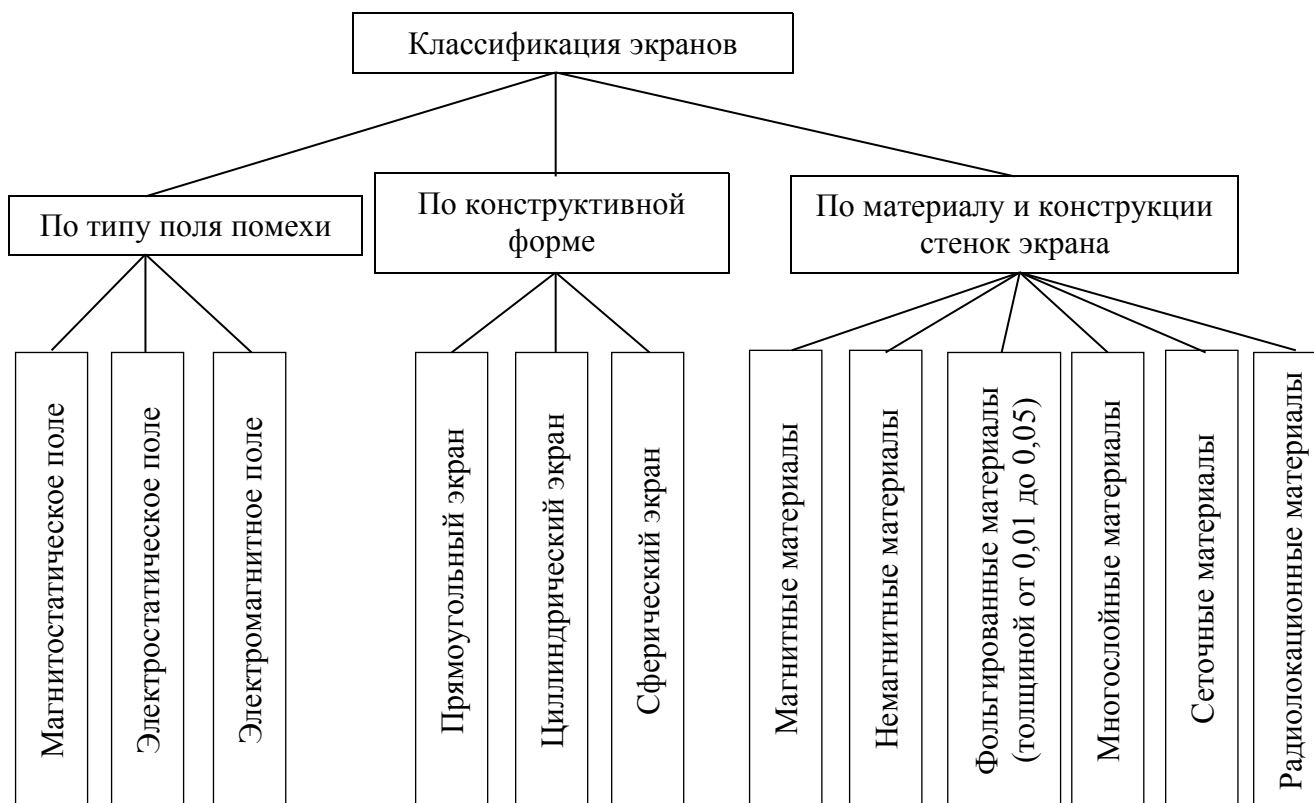 Классификация экранов
По типу поля помехи
По конструктивной
форме
По материалу и конструкции
стенок экрана
Магнитостатическое поле
Электростатическое поле
Электромагнитное поле
Прямоугольный экран
Циллиндрический экран
Сферический экран
Магнитные материалы
Немагнитные материалы
Фольгированные материалы
(толщиной от 0,01 до 0,05)
Многослойные материалы
Сеточные материалы
Радиолокационные материалы